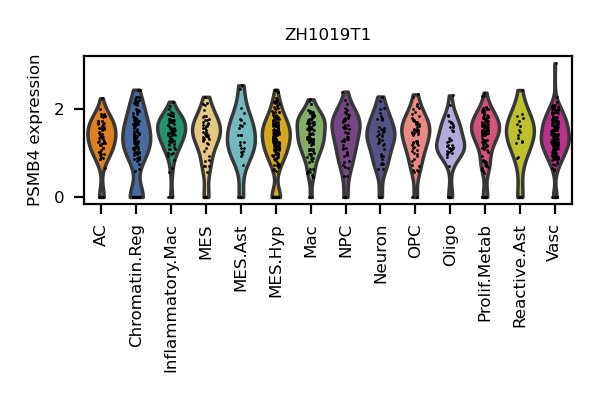 ZH1019T1
PSMB4 expression
2
0
AC
Chromatin.Reg
Inflammatory.Mac
MES
MES.Ast
MES.Hyp
Mac
NPC
Neuron
OPC
Oligo
Prolif.Metab
Reactive.Ast
Vasc